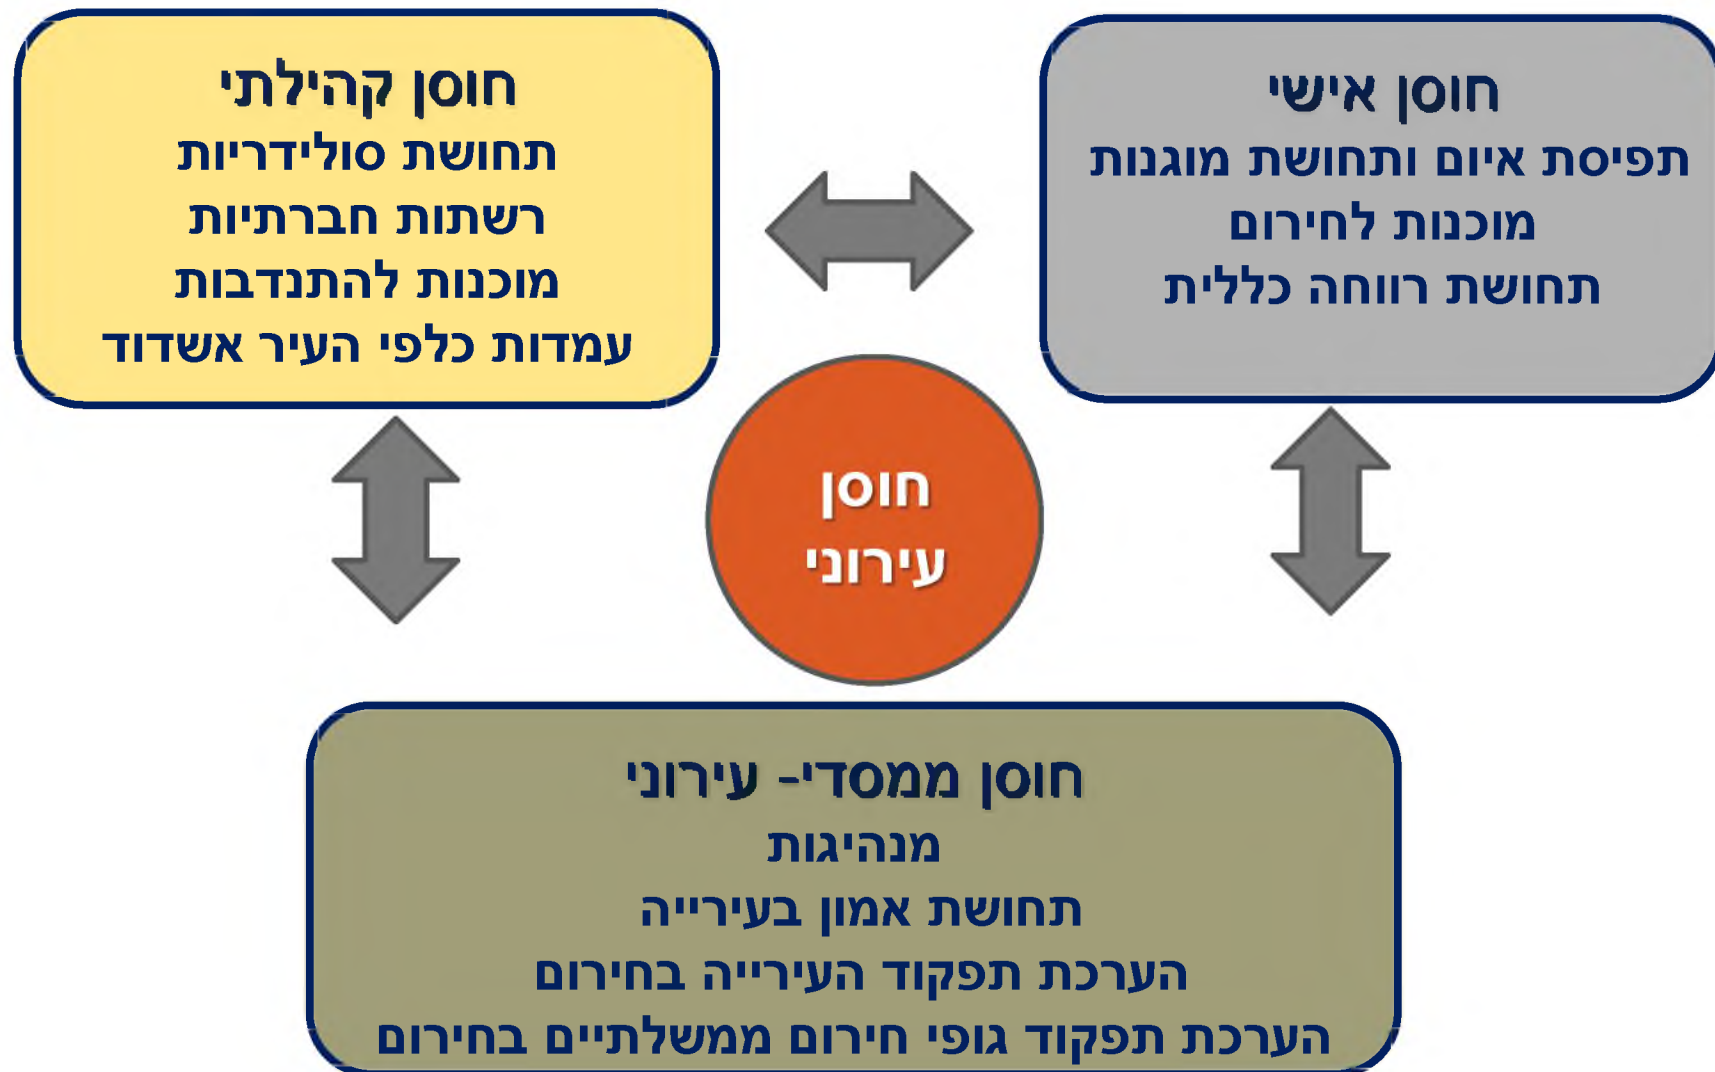 חוסן אישי
תפיסת איום ותחושת מוגנות
מוכנות לחירום
תחושת רווחה כללית
חוסן קהילתי
תחושת סולידריות
רשתות חברתיות
מוכנות להתנדבות
עמדות כלפי העיר אשדוד
חוסן
עירוני
חוסן ממסדי- עירוני
מנהיגות
תחושת אמון בעירייה
הערכת תפקוד העירייה בחירום
הערכת תפקוד גופי חירום ממשלתיים בחירום